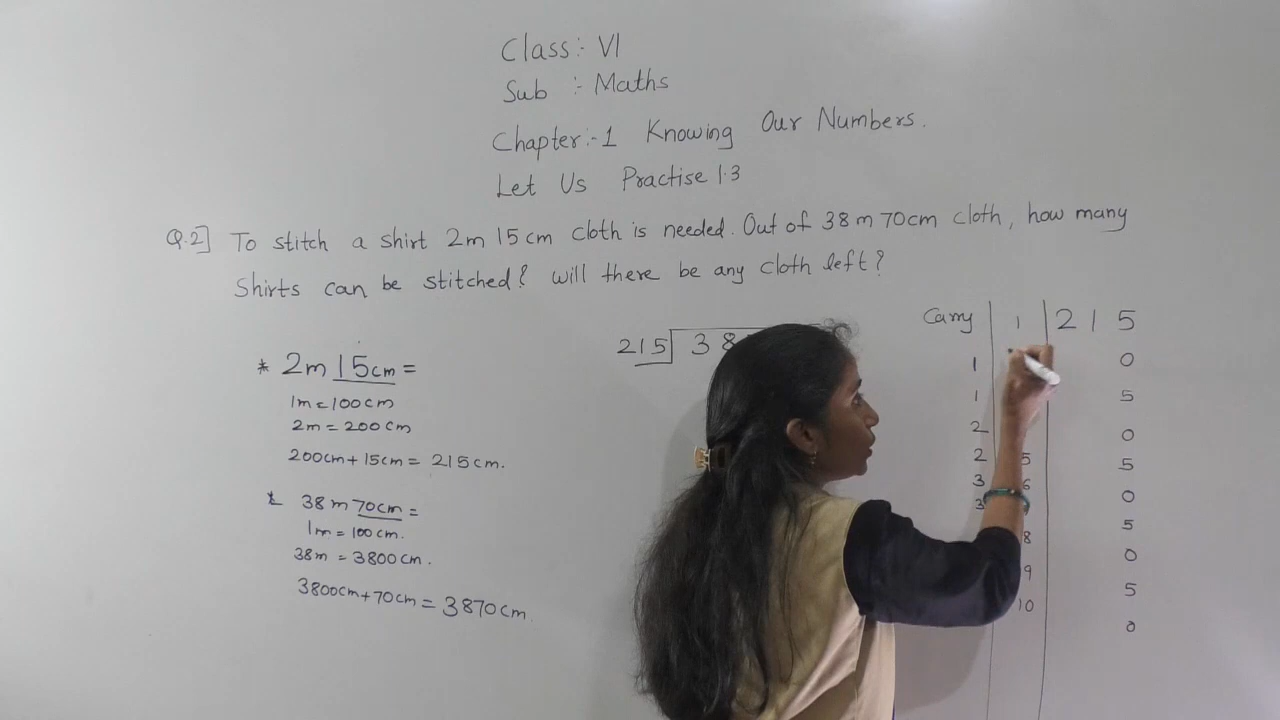 Class:- VI
Sub :- Maths
Chapter:-1 Knowing Our Numbers.
Let Us Practise 1.3
Q.2] To stitch a shirt 2m 15cm cloth is needed. Out of 38m 70cm cloth, how many
Shirts can be stitched? will there be any cloth left?
* 2m 15cm =
1m = 100cm
2m = 200cm
200cm + 15cm = 215cm.
* 38m 70cm =
1m = 100cm.
38m = 3800cm.
3800cm + 70cm = 3870cm.
215 38
Carry 1 215
1 0
1 5
2 0
2 5 5
3 6 0
3 5
8 0
9 5
10 0